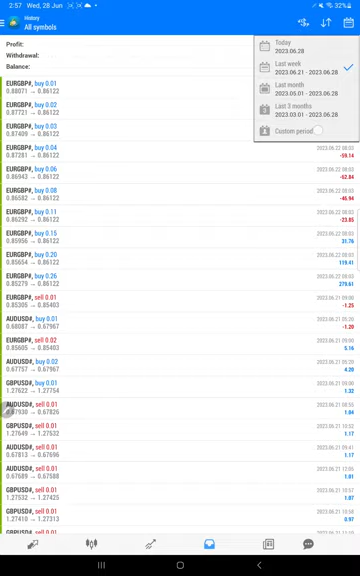 2:57 Wed, 28 Jun
32%
History
All symbols
Profit:
Withdrawal:
Balance:
Today
2023.06.28
Last week
2023.06.21 - 2023.06.28
Last month
2023.05.01 - 2023.06.28
Last 3 months
2023.03.01 - 2023.06.28
Custom period
EURGBP#, buy 0.01
0.88071 → 0.86122
EURGBP#, buy 0.02
0.87721 → 0.86122
EURGBP#, buy 0.03
0.87409 → 0.86122
EURGBP#, buy 0.04
0.87281 → 0.86122
2023.06.22 08:03
-59.14
EURGBP#, buy 0.06
0.86943 → 0.86122
2023.06.22 08:03
-62.84
EURGBP#, buy 0.08
0.86582 → 0.86122
2023.06.22 08:03
-46.94
EURGBP#, buy 0.11
0.86292 → 0.86122
2023.06.22 08:03
-23.85
EURGBP#, buy 0.15
0.85956 → 0.86122
2023.06.22 08:03
31.76
EURGBP#, buy 0.20
0.85654 → 0.86122
2023.06.22 08:03
119.41
EURGBP#, buy 0.26
0.85279 → 0.86122
2023.06.22 08:03
279.61
EURGBP#, sell 0.01
0.85305 → 0.85403
2023.06.21 09:00
-1.25
AUDUSD#, buy 0.01
0.68087 → 0.67967
2023.06.21 05:20
-1.20
EURGBP#, sell 0.02
0.85605 → 0.85403
2023.06.21 09:00
5.16
AUDUSD#, buy 0.02
0.67757 → 0.67967
2023.06.21 05:20
4.20
GBPUSD#, buy 0.01
1.27622 → 1.27754
2023.06.21 09:00
1.32
AUDUSD#, sell 0.01
0.67930 → 0.67826
2023.06.21 08:55
1.04
GBPUSD#, sell 0.01
1.27649 → 1.27532
2023.06.21 10:52
1.17
AUDUSD#, sell 0.01
0.67813 → 0.67696
2023.06.21 09:41
1.17
AUDUSD#, sell 0.01
0.67689 → 0.67588
2023.06.21 12:05
1.01
GBPUSD#, sell 0.01
1.27532 → 1.27425
2023.06.21 10:57
1.07
GBPUSD#, sell 0.01
1.27410 → 1.27313
2023.06.21 10:58
0.97
GBPUSD#, sell 0.01